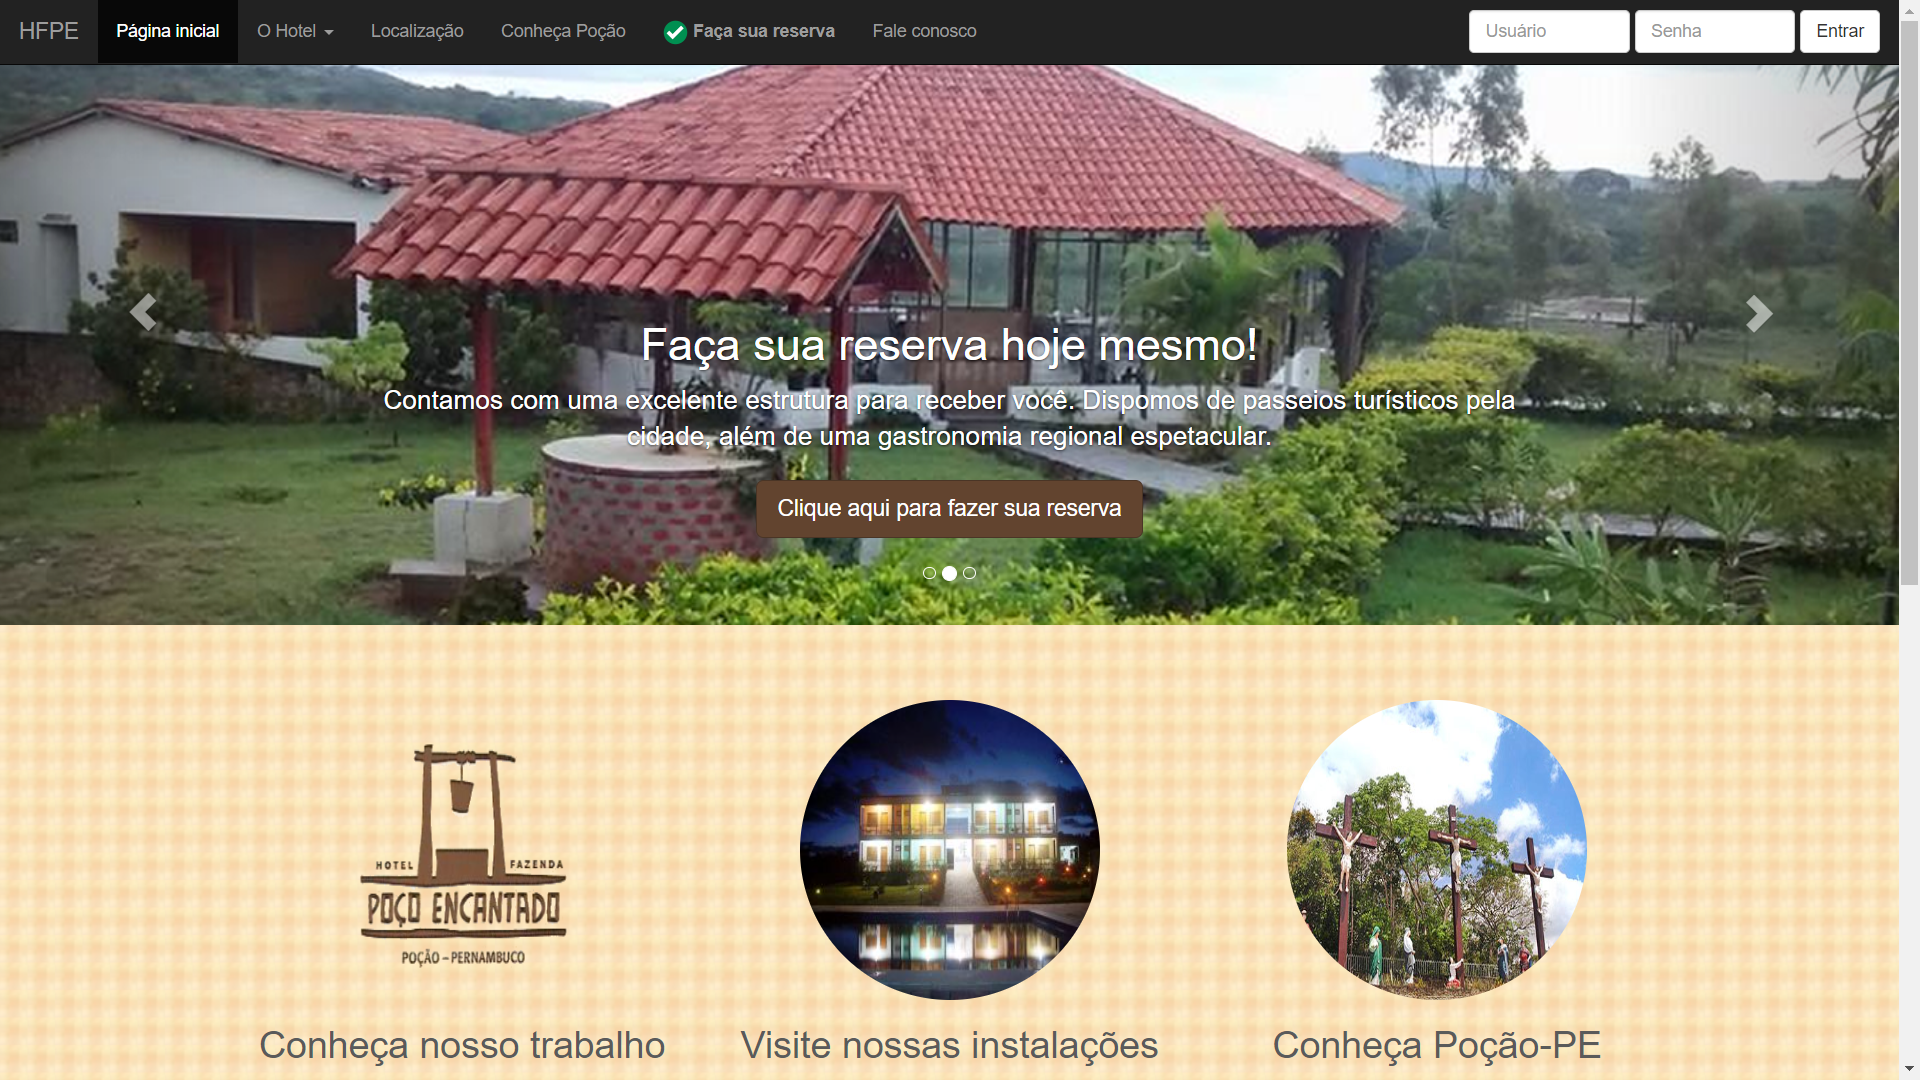 HFPE
Página inicial
O Hotel
Localização
Conheça Poção
Faça sua reserva
Fale conosco
Usuário
Senha
Entrar
Faça sua reserva hoje mesmo!
Contamos com uma excelente estrutura para receber você. Dispomos de passeios turísticos pela
cidade, além de uma gastronomia regional espetacular.
Clique aqui para fazer sua reserva
HOTEL FAZENDA
POÇO ENCANTADO
POÇÃO - PERNAMBUCO
Conheça nosso trabalho
Visite nossas instalações
Conheça Poção-PE